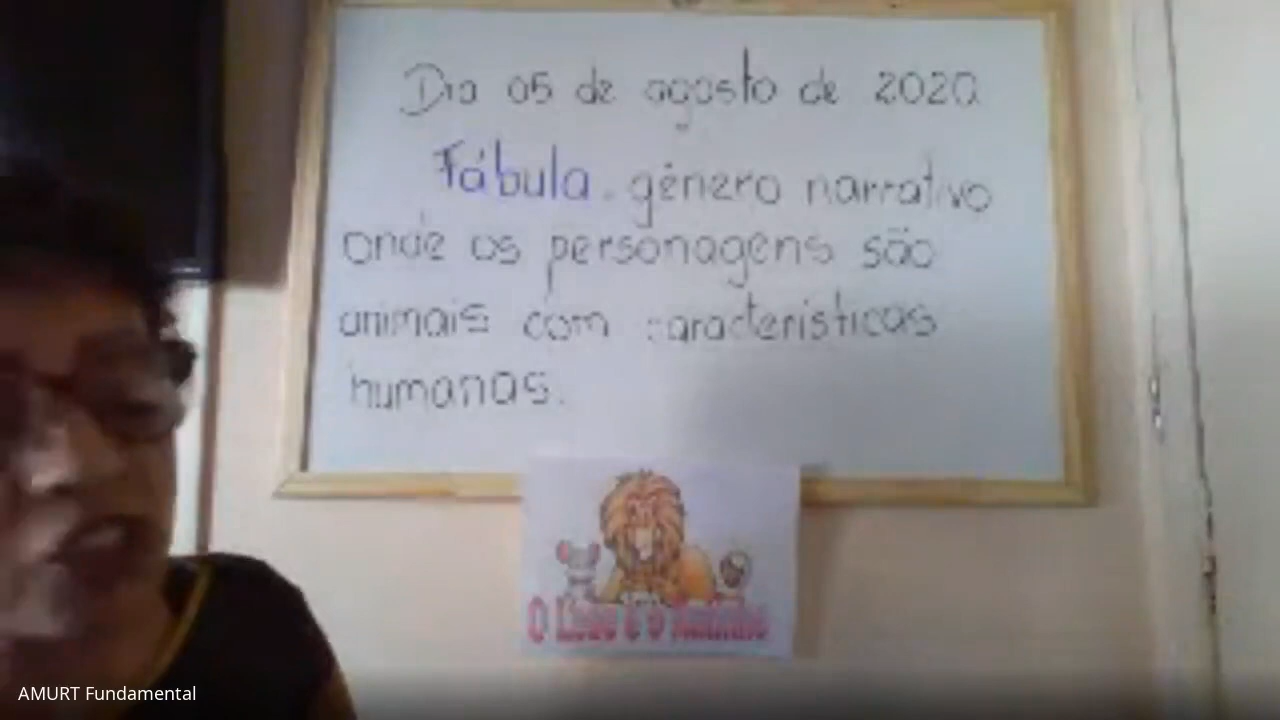 Dia 05 de agosto de 2020
Fábula. gênero narrativo
onde os personagens são
animais com características
humanas.
O Leão e o Ratinho
AMURT Fundamental